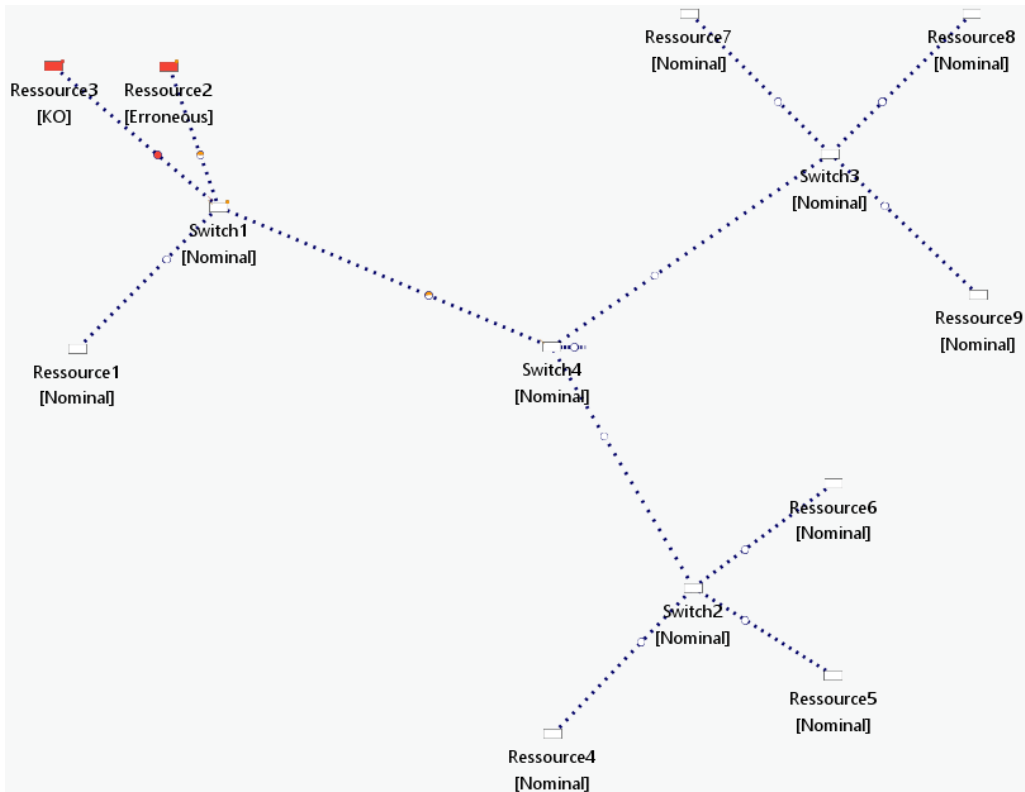 Ressource7
[Nominal]
Ressource8
[Nominal]
Ressource3
[KO]
Ressource2
[Erroneous]
Switch3
[Nominal]
Switch1
[Nominal]
Ressource9
[Nominal]
Ressource1
[Nominal]
Switch4
[Nominal]
Ressource6
[Nominal]
Switch2
[Nominal]
Ressource5
[Nominal]
Ressource4
[Nominal]